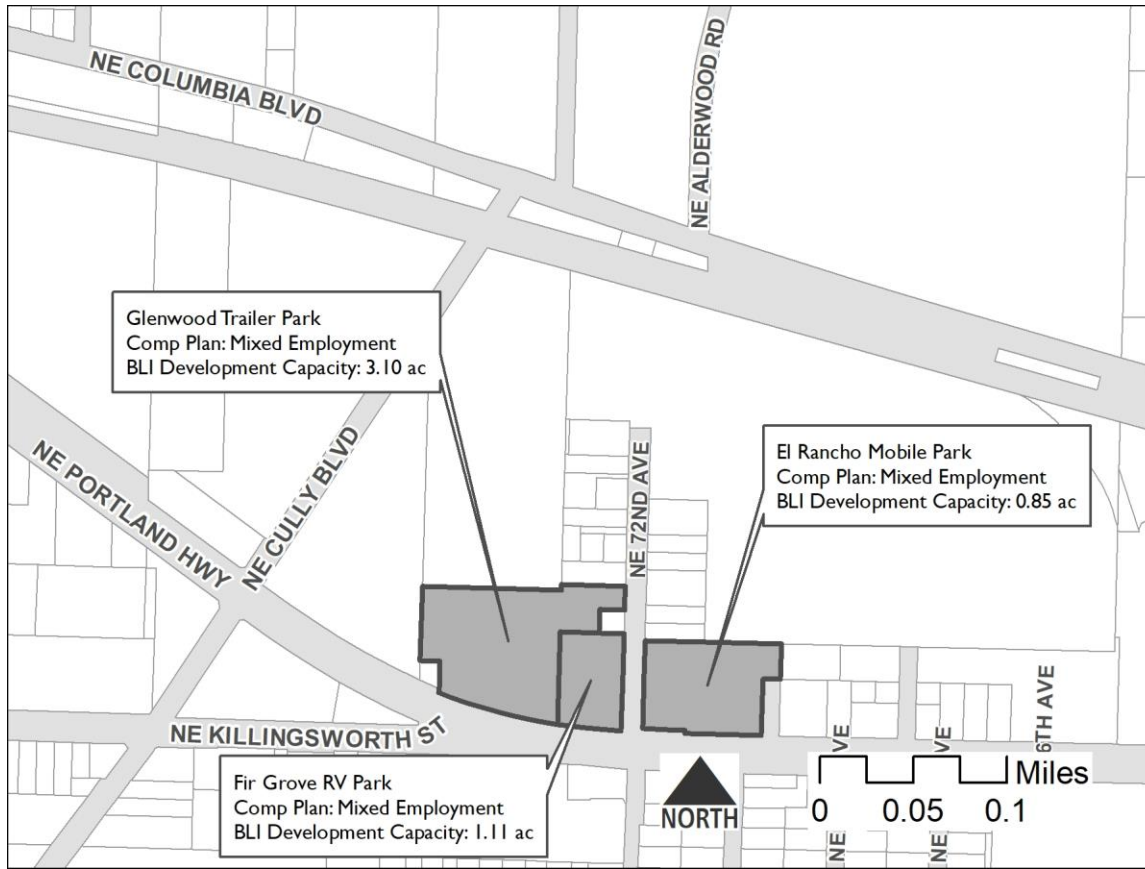 NE COLUMBIA BLVD
NE ALDERWOOD RD
Glenwood Trailer Park
Comp Plan: Mixed Employment
BLI Development Capacity: 3.10 ac
NE PORTLAND HWY
NE CULLY BLVD
NE 72ND AVE
El Rancho Mobile Park
Comp Plan: Mixed Employment
BLI Development Capacity: 0.85 ac
NE KILLINGSWORTH ST
6TH AVE
VE
VE
Fir Grove RV Park
Comp Plan: Mixed Employment
BLI Development Capacity: 1.11 ac
NORTH
Miles
0 0.05 0.1
NE
NE